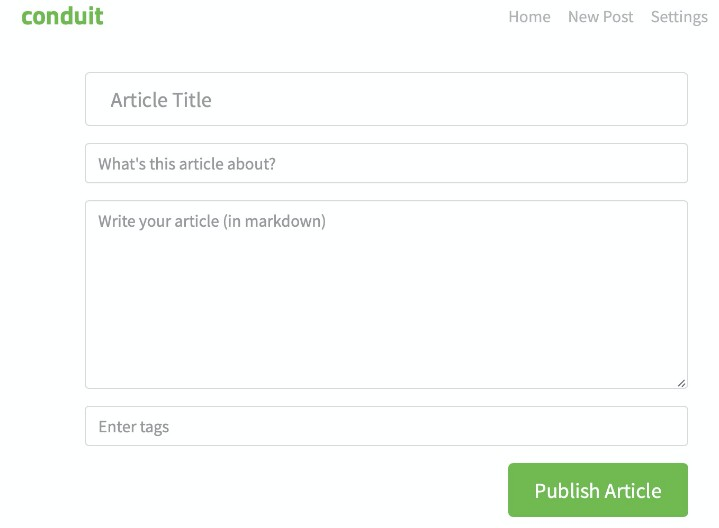 conduit
Home New Post Settings
Article Title
What's this article about?
Write your article (in markdown)
Enter tags
Publish Article